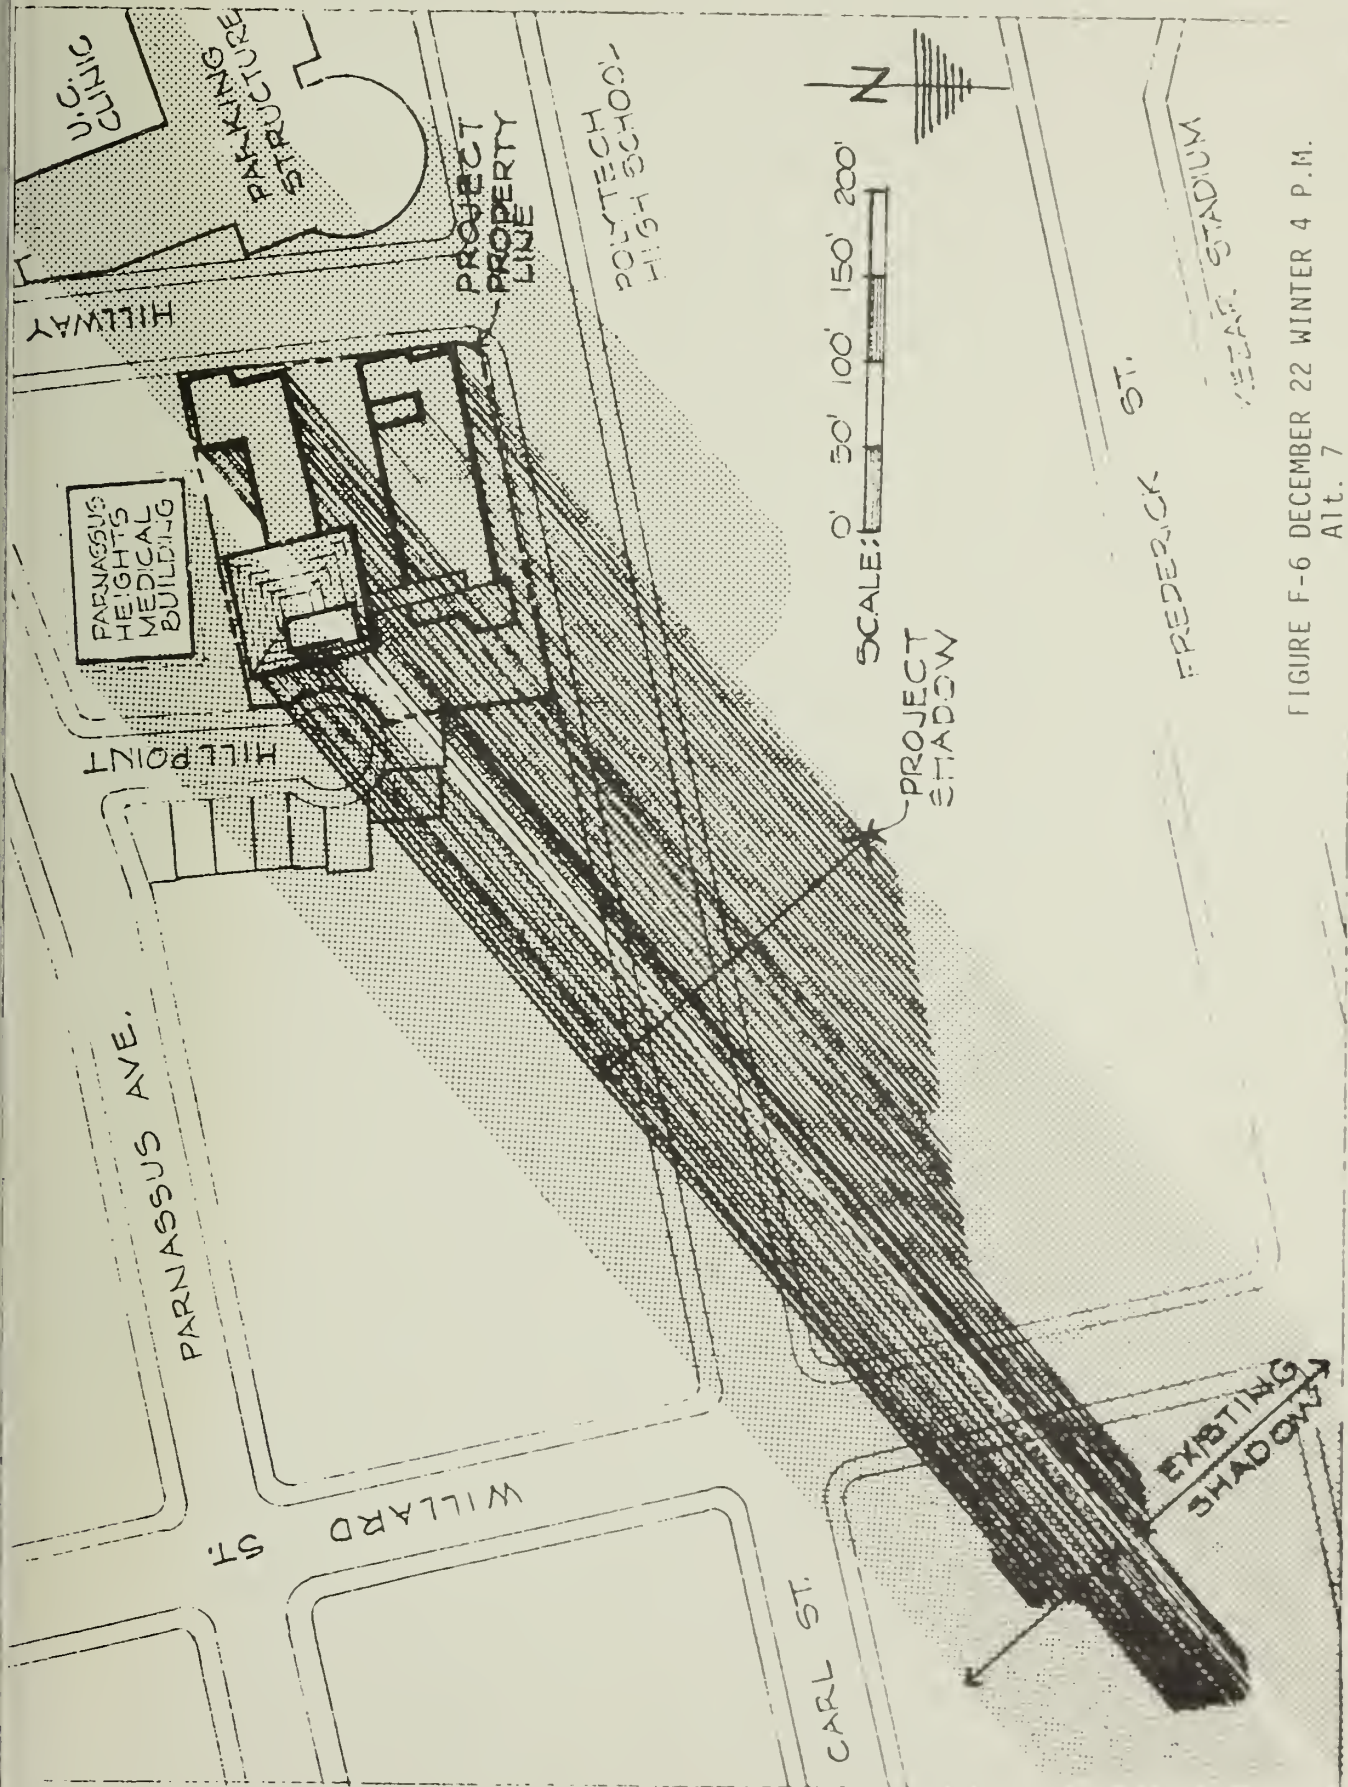 U.C.
CLINIC
PARKING
STRUCTURE
HILLWAY
PROJECT
PROPERTY
LINE
POLYTECH
HIGH SCHOOL
N
PARNASSUS
HEIGHTS
MEDICAL
BUILDING
HILL POINT
SCALE:
0' 50' 100' 150' 200'
STADIUM
FREDERICK ST.
PROJECT
SHADOW
PARNASSUS AVE.
WILLARD
ST.
CARL ST.
EXISTING
SHADOW
FIGURE F-6 DECEMBER 22 WINTER 4 P.M.
Alt. 7